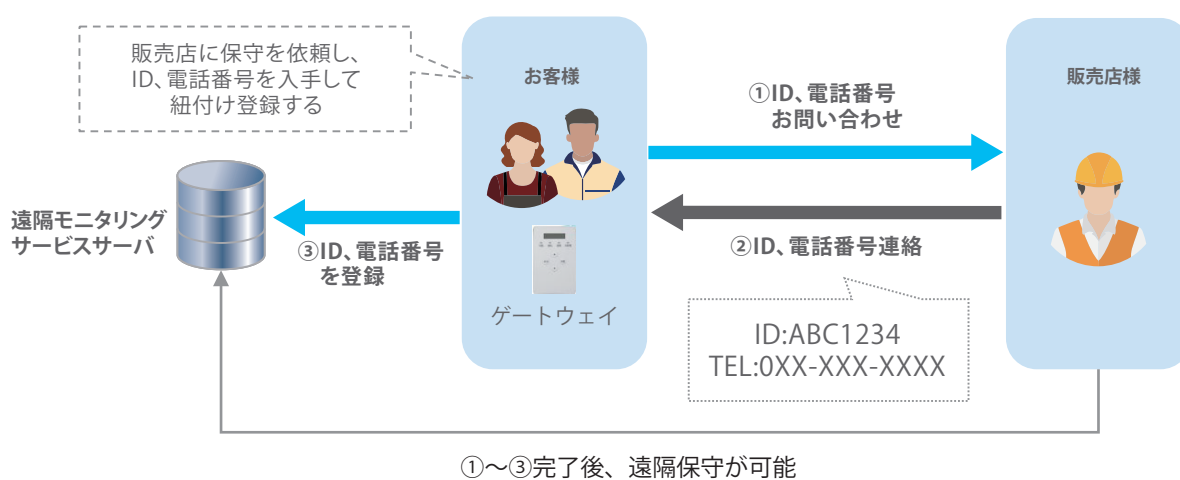 販売店に保守を依頼し、
ID、電話番号を入手して
紐付け登録する
お客様
①ID、電話番号
お問い合わせ
販売店様
遠隔モニタリング
サービスサーバ
③ID、電話番号
を登録
②ID、電話番号連絡
ゲートウェイ
ID:ABC1234
TEL:0XX-XXX-XXXX
①～③完了後、遠隔保守が可能